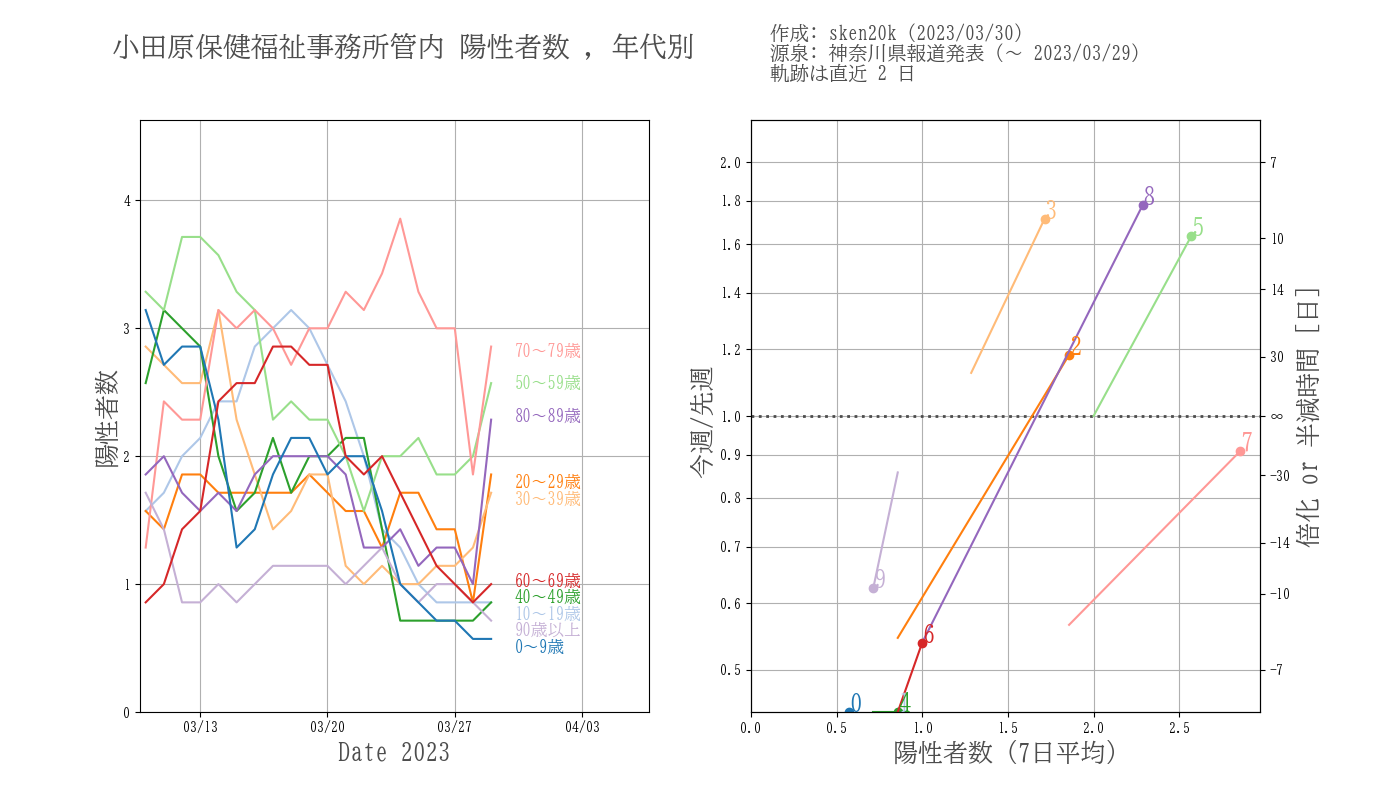 小田原保健福祉事務所管内 陽性者数 , 年代別
作成: sken20k (2023/03/30)
源泉: 神奈川県報道発表 (～ 2023/03/29)
軌跡は直近 2 日
陽性者数
4
3
2
1
0
03/13
03/20
03/27
04/03
Date 2023
70～79歳
50～59歳
80～89歳
20～29歳
30～39歳
60～69歳
40～49歳
10～19歳
90歳以上
0～9歳
今週/先週
2.0
1.8
1.6
1.4
1.2
1.0
0.9
0.8
0.7
0.6
0.5
0.0
0.5
1.0
1.5
2.0
2.5
陽性者数 (7日平均)
3
8
5
2
7
9
6
0
4
7
10
14
30
∞
-30
-14
-10
-7
倍化 or 半減時間 [日]